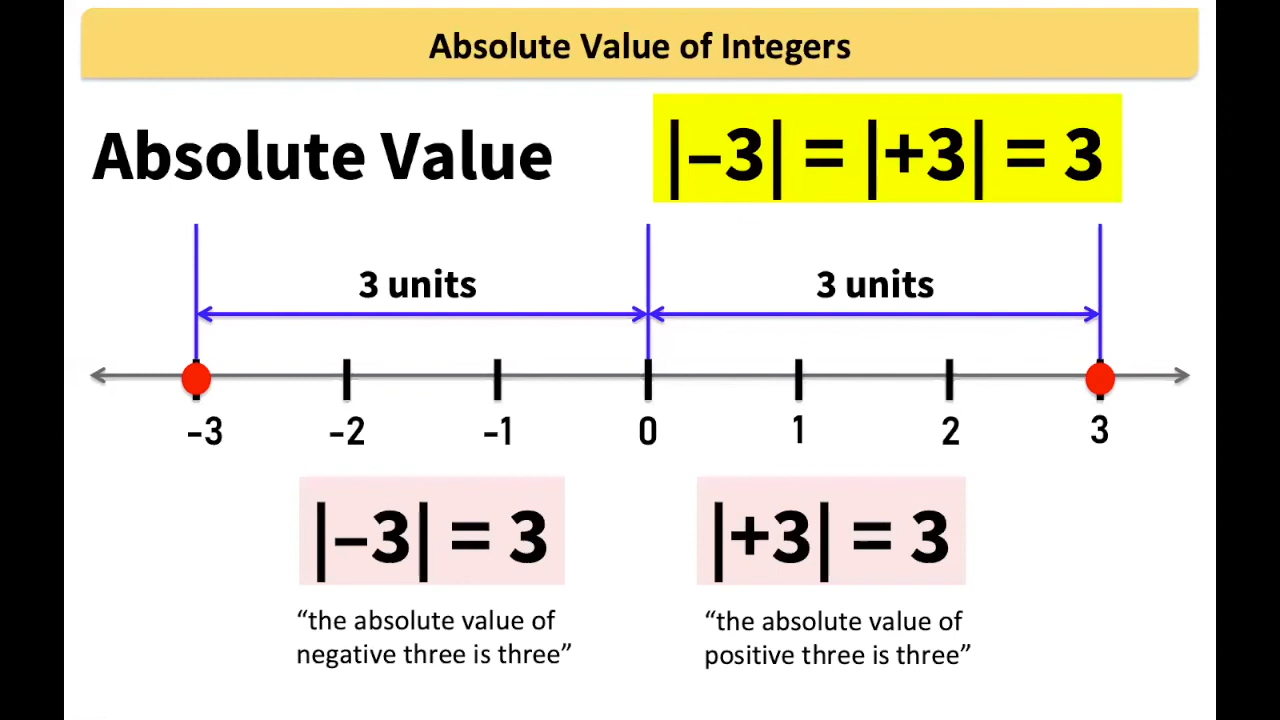 Absolute Value of Integers
Absolute Value
|–3| = |+3| = 3
3 units
3 units
–3 –2 –1 0 1 2 3
|–3| = 3
|+3| = 3
“the absolute value of
negative three is three”
“the absolute value of
positive three is three”